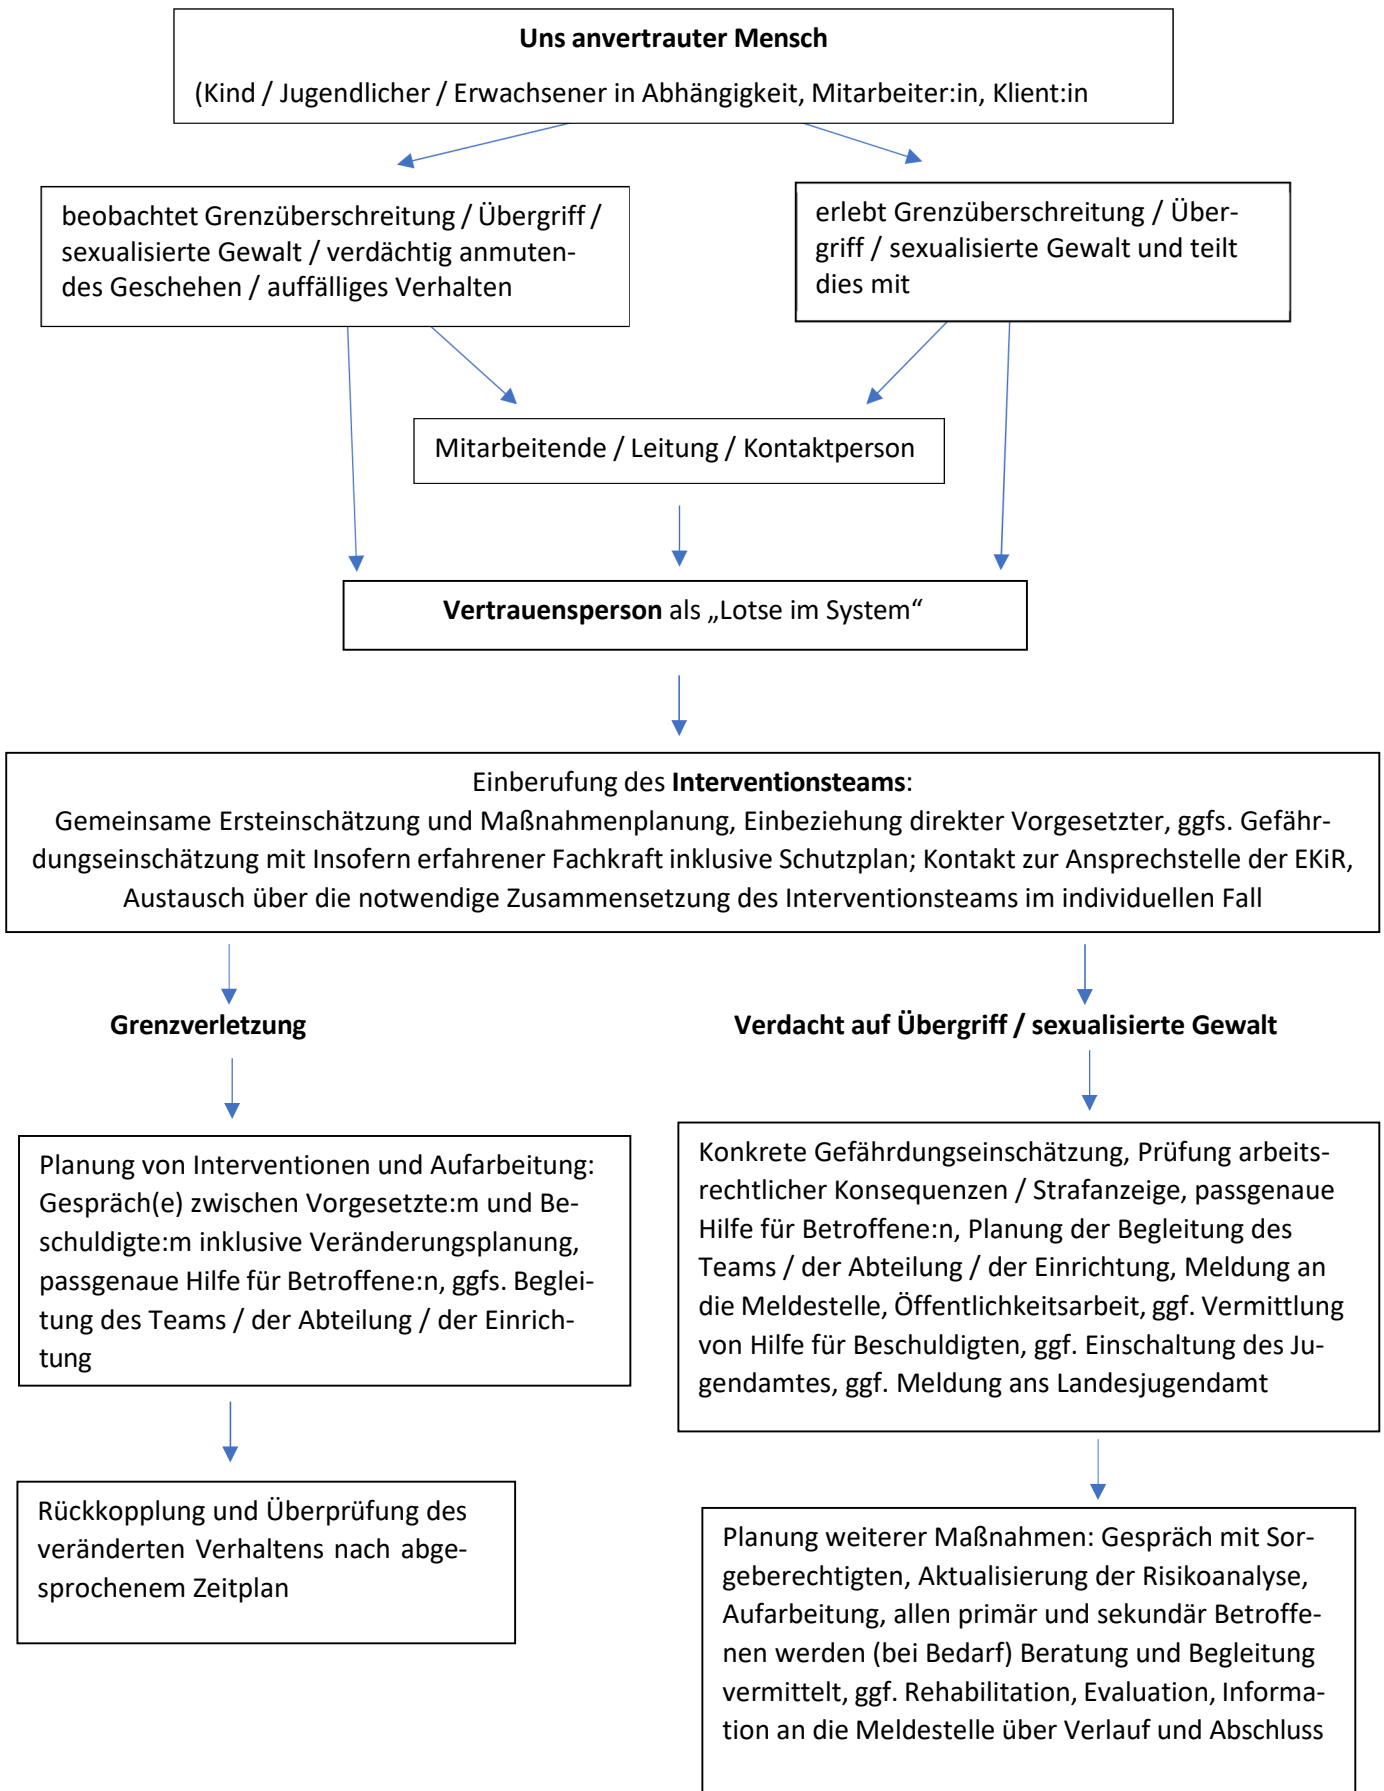 Uns anvertrauter Mensch
(Kind / Jugendlicher / Erwachsener in Abhängigkeit, Mitarbeiter:in, Klient:in
beobachtet Grenzüberschreitung / Übergriff /
sexualisierte Gewalt / verdächtig anmuten-
des Geschehen / auffälliges Verhalten
erlebt Grenzüberschreitung / Über-
griff / sexualisierte Gewalt und teilt
dies mit
Mitarbeitende / Leitung / Kontaktperson
Vertrauensperson als „Lotse im System“
Einberufung des Interventionsteams:
Gemeinsame Ersteinschätzung und Maßnahmenplanung, Einbeziehung direkter Vorgesetzter, ggfs. Gefähr-
dungseinschätzung mit Insofern erfahrener Fachkraft inklusive Schutzplan; Kontakt zur Ansprechstelle der EKiR,
Austausch über die notwendige Zusammensetzung des Interventionsteams im individuellen Fall
Grenzverletzung
Verdacht auf Übergriff / sexualisierte Gewalt
Planung von Interventionen und Aufarbeitung:
Gespräch(e) zwischen Vorgesetzte:m und Be-
schuldigte:m inklusive Veränderungsplanung,
passgenaue Hilfe für Betroffene:n, ggfs. Beglei-
tung des Teams / der Abteilung / der Einrich-
tung
Konkrete Gefährdungseinschätzung, Prüfung arbeits-
rechtlicher Konsequenzen / Strafanzeige, passgenaue
Hilfe für Betroffene:n, Planung der Begleitung des
Teams / der Abteilung / der Einrichtung, Meldung an
die Meldestelle, Öffentlichkeitsarbeit, ggf. Vermittlung
von Hilfe für Beschuldigten, ggf. Einschaltung des Ju-
gendamtes, ggf. Meldung ans Landesjugendamt
Rückkopplung und Überprüfung des
veränderten Verhaltens nach abge-
sprochenem Zeitplan
Planung weiterer Maßnahmen: Gespräch mit Sor-
geberechtigten, Aktualisierung der Risikoanalyse,
Aufarbeitung, allen primär und sekundär Betroffe-
nen werden (bei Bedarf) Beratung und Begleitung
vermittelt, ggf. Rehabilitation, Evaluation, Informa-
tion an die Meldestelle über Verlauf und Abschluss